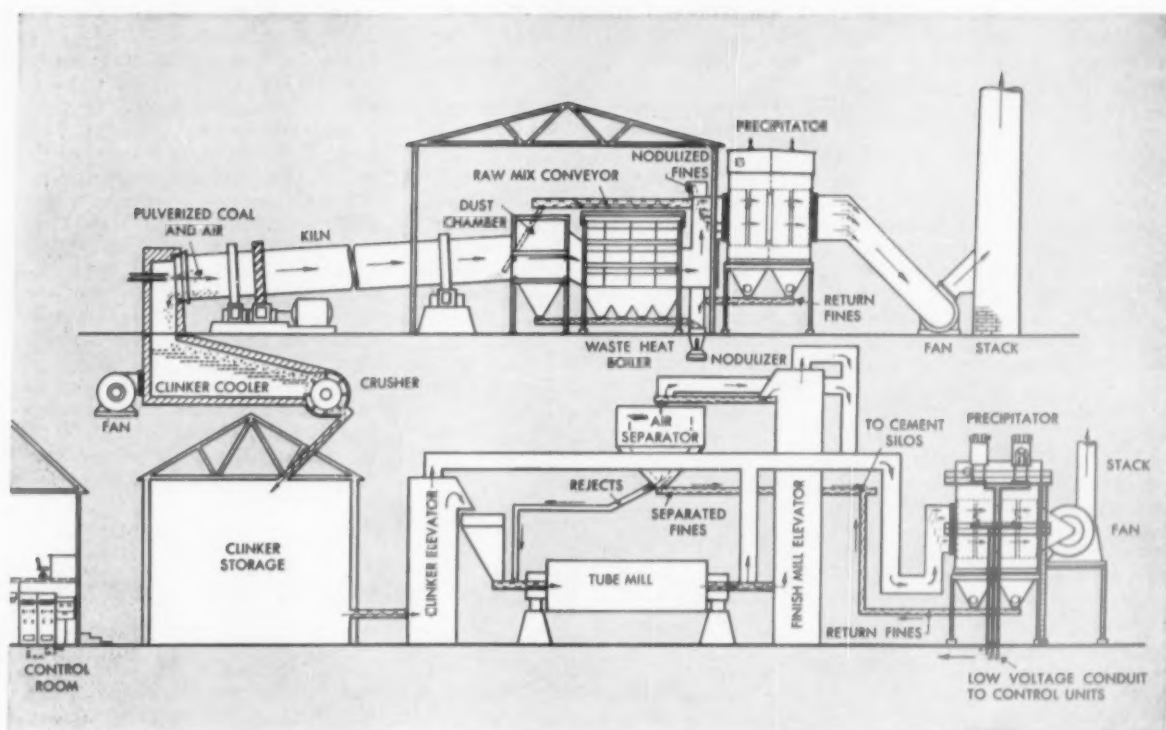 PRECIPITATOR
NODULIZED
FINES
RAW MIX CONVEYOR
DUST
CHAMBER
PULVERIZED COAL
AND AIR
KILN
RETURN
FINES
WASTE HEAT
BOILER
NODULIZER
FAN
STACK
CLINKER COOLER
CRUSHER
FAN
AIR
SEPARATOR
TO CEMENT
SILOS
PRECIPITATOR
STACK
FAN
REJECTS
SEPARATED
FINES
CLINKER
STORAGE
CLINKER ELEVATOR
TUBE MILL
FINISH MILL ELEVATOR
RETURN FINES
CONTROL
ROOM
LOW VOLTAGE CONDUIT
TO CONTROL UNITS